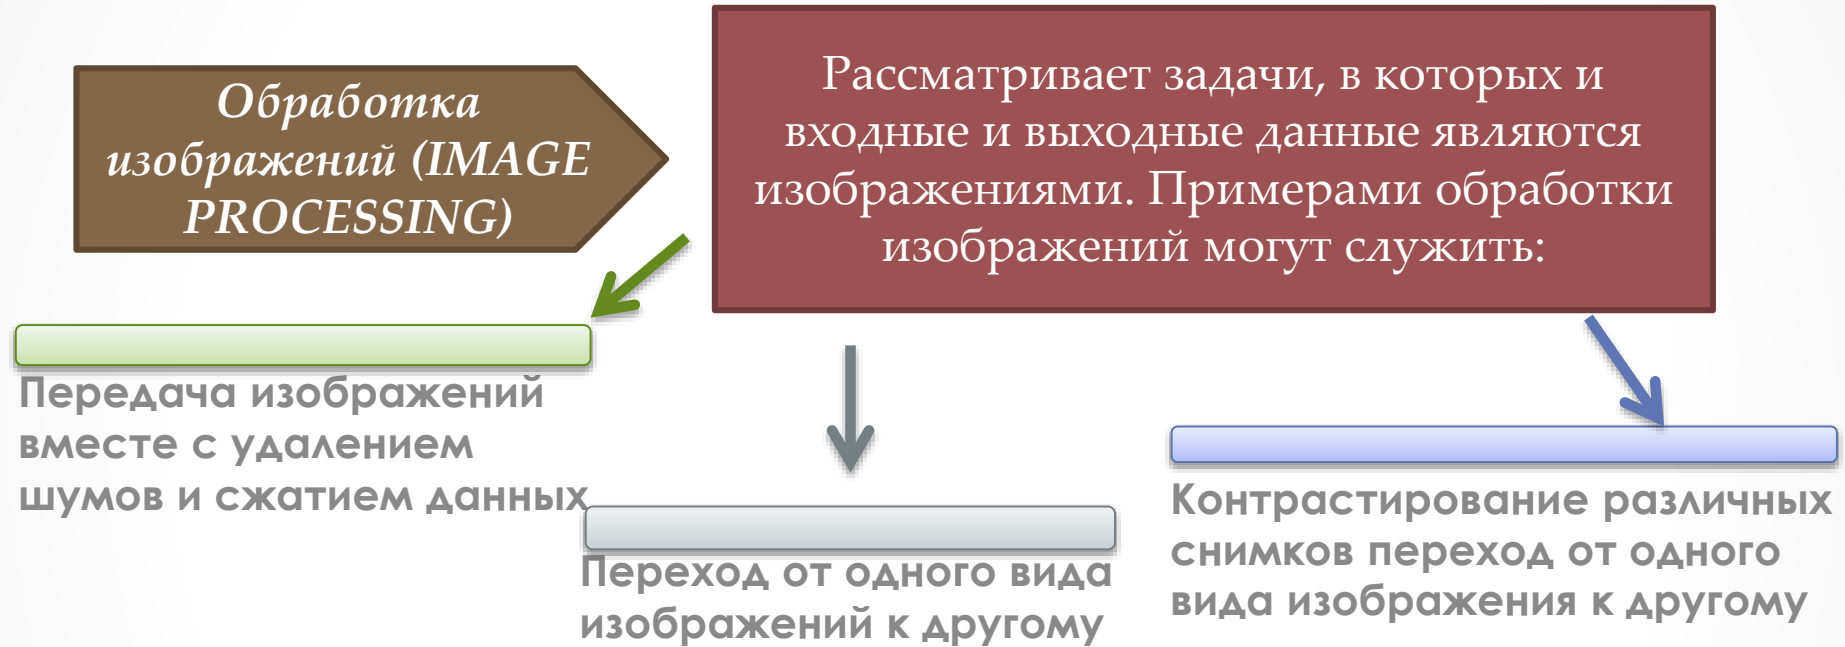 Обработка
изображений (IMAGE
PROCESSING)
Рассматривает задачи, в которых и
входные и выходные данные являются
изображениями. Примерами обработки
изображений могут служить:
Передача изображений
вместе с удалением
шумов и сжатием данных
Переход от одного вида
изображений к другому
Контрастирование различных
снимков переход от одного
вида изображения к другому